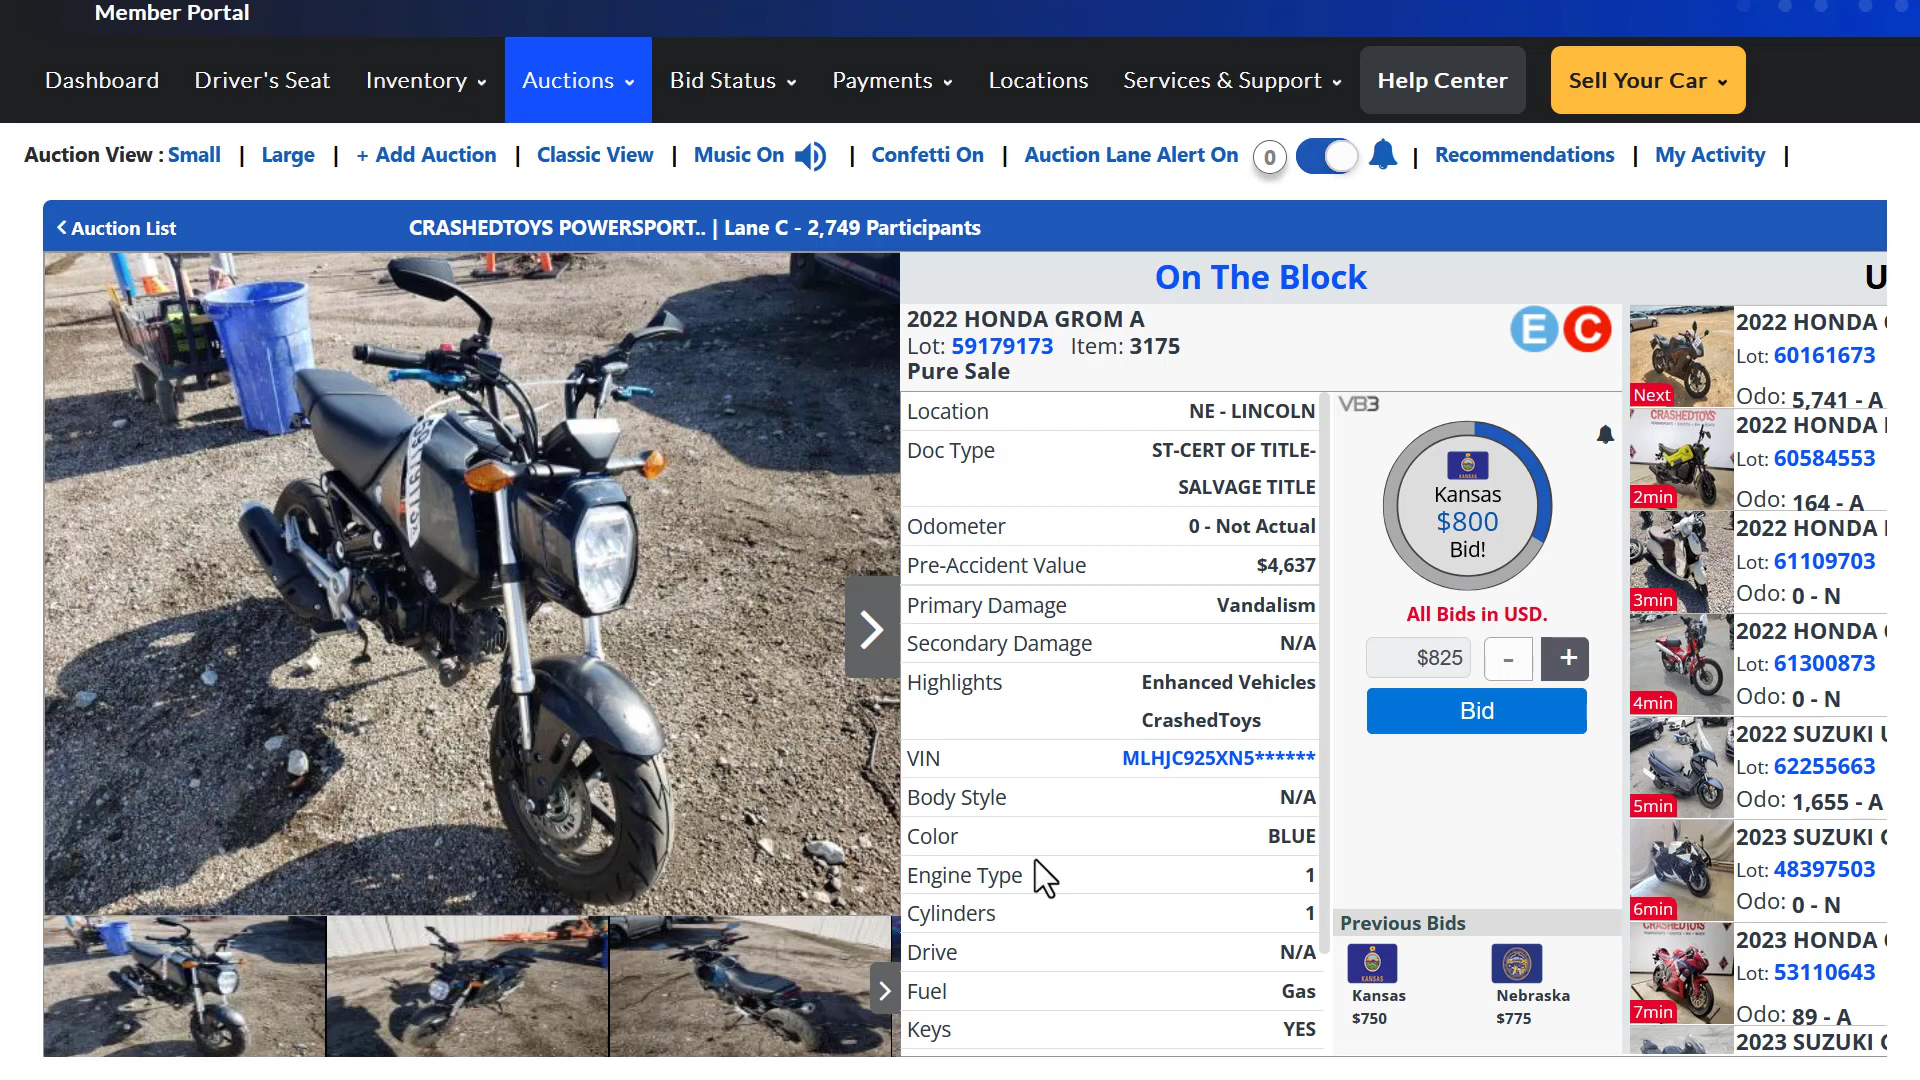 Member Portal
Dashboard Driver's Seat Inventory Auctions Bid Status Payments Locations Services & Support Help Center Sell Your Car
Auction View : Small | Large | + Add Auction | Classic View | Music On | Confetti On | Auction Lane Alert On 0 | Recommendations | My Activity |
< Auction List CRASHEDTOYS POWERSPORT.. | Lane C - 2,749 Participants
On The Block
2022 HONDA GROM A
Lot: 59179173 Item: 3175
Pure Sale
E C
Location NE - LINCOLN
Doc Type ST-CERT OF TITLE-
SALVAGE TITLE
Odometer 0 - Not Actual
Pre-Accident Value $4,637
Primary Damage Vandalism
Secondary Damage N/A
Highlights Enhanced Vehicles
CrashedToys
VIN MLHJC925XN5******
Body Style N/A
Color BLUE
Engine Type 1
Cylinders 1
Drive N/A
Fuel Gas
Keys YES
VB3
KANSAS
Kansas
$800
Bid!
All Bids in USD.
$825 - +
Bid
Previous Bids
KANSAS
Kansas
$750
Nebraska
$775
U
2022 HONDA
Lot: 60161673
Odo: 5,741 - A
Next
CRASHEDTOYS
2022 HONDA
Lot: 60584553
Odo: 164 - A
2min
2022 HONDA
Lot: 61109703
Odo: 0 - N
3min
2022 HONDA
Lot: 61300873
Odo: 0 - N
4min
2022 SUZUKI
Lot: 62255663
Odo: 1,655 - A
5min
2023 SUZUKI
Lot: 48397503
Odo: 0 - N
6min
CRASHEDTOYS
2023 HONDA
Lot: 53110643
Odo: 89 - A
7min
2023 SUZUKI